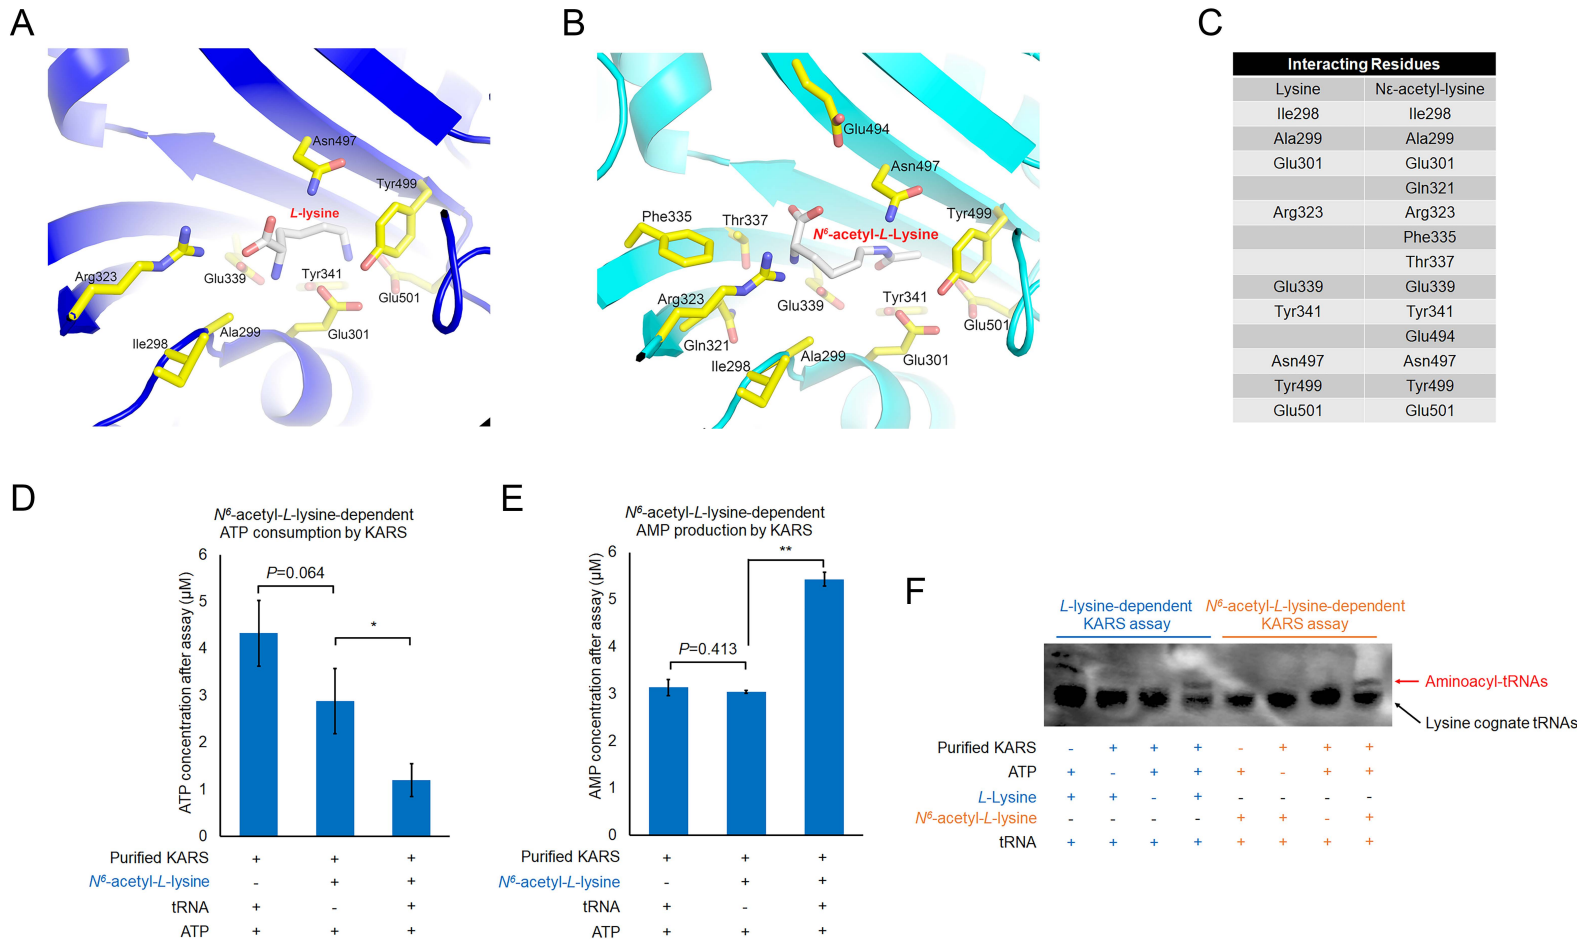 A
Asn497
Tyr499
L-lysine
Arg323
Glu339
Tyr341
Glu501
Ala299
Glu301
Ile298
B
Glu494
Asn497
Phe335
Thr337
Tyr499
N6-acetyl-L-Lysine
Arg323
Glu339
Tyr341
Glu501
Gln321
Ala299
Glu301
Ile298
C
Interacting Residues
Lysine Nε-acetyl-lysine
Ile298 Ile298
Ala299 Ala299
Glu301 Glu301
Gln321
Arg323 Arg323
Phe335
Thr337
Glu339 Glu339
Tyr341 Tyr341
Glu494
Asn497 Asn497
Tyr499 Tyr499
Glu501 Glu501
D
N6-acetyl-L-lysine-dependent
ATP consumption by KARS
ATP concentration after assay (μM)
6
5
4
3
2
1
0
P=0.064
*
Purified KARS + + +
N6-acetyl-L-lysine - + +
tRNA + - +
ATP + + +
E
N6-acetyl-L-lysine-dependent
AMP production by KARS
AMP concentration after assay (μM)
6
5
4
3
2
1
0
P=0.413
**
Purified KARS + + +
N6-acetyl-L-lysine - + +
tRNA + - +
ATP + + +
F
L-lysine-dependent
KARS assay
N6-acetyl-L-lysine-dependent
KARS assay
Aminoacyl-tRNAs
Lysine cognate tRNAs
Purified KARS - + + + - + + +
ATP + - + + + - + +
L-Lysine + + - + - - - -
N6-acetyl-L-lysine - - - - + + - +
tRNA + + + + + + + +